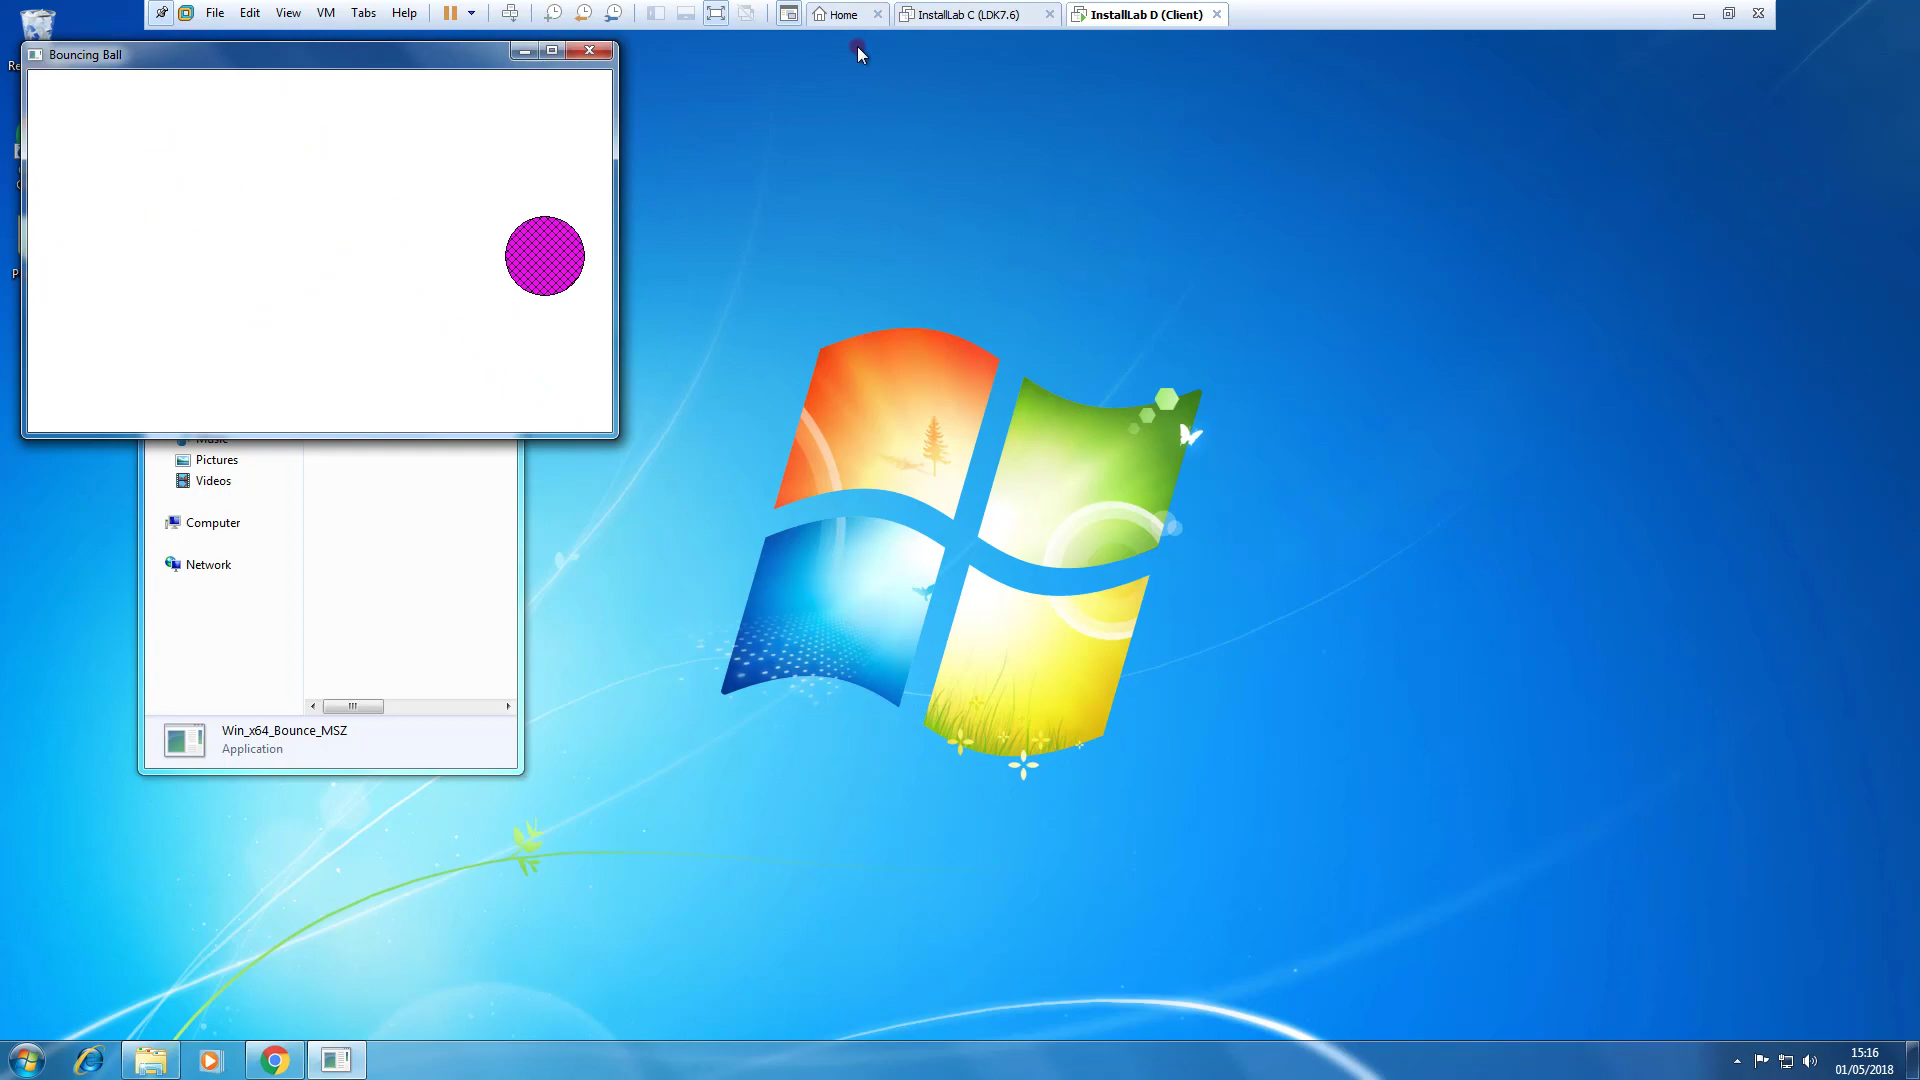 File Edit View VM Tabs Help
Home
InstallLab C (LDK7.6)
InstallLab D (Client)
Bouncing Ball
Pictures
Videos
Computer
Network
Win_x64_Bounce_MSZ
Application
15:16
01/05/2018